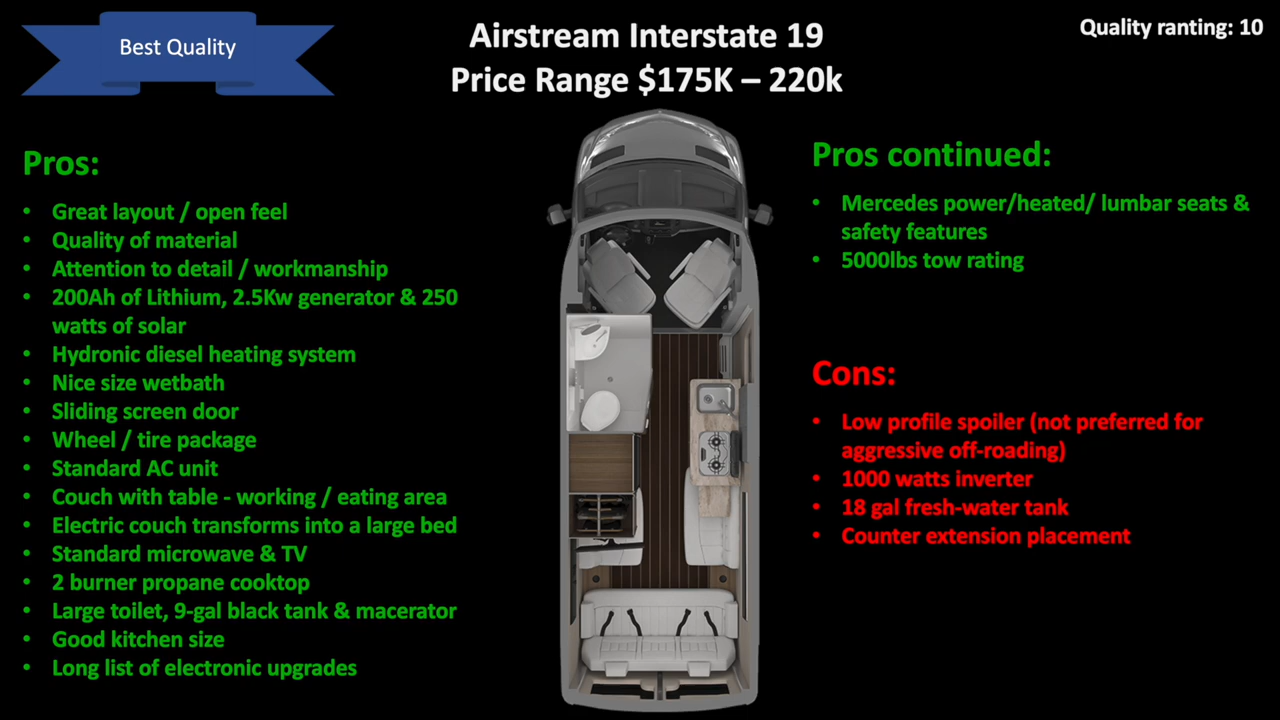 Best Quality
Airstream Interstate 19
Price Range $175K – 220k
Quality ranting: 10
Pros:
• Great layout / open feel
• Quality of material
• Attention to detail / workmanship
• 200Ah of Lithium, 2.5Kw generator & 250
watts of solar
• Hydronic diesel heating system
• Nice size wetbath
• Sliding screen door
• Wheel / tire package
• Standard AC unit
• Couch with table - working / eating area
• Electric couch transforms into a large bed
• Standard microwave & TV
• 2 burner propane cooktop
• Large toilet, 9-gal black tank & macerator
• Good kitchen size
• Long list of electronic upgrades
Pros continued:
• Mercedes power/heated/ lumbar seats &
safety features
• 5000lbs tow rating
Cons:
• Low profile spoiler (not preferred for
aggressive off-roading)
• 1000 watts inverter
• 18 gal fresh-water tank
• Counter extension placement